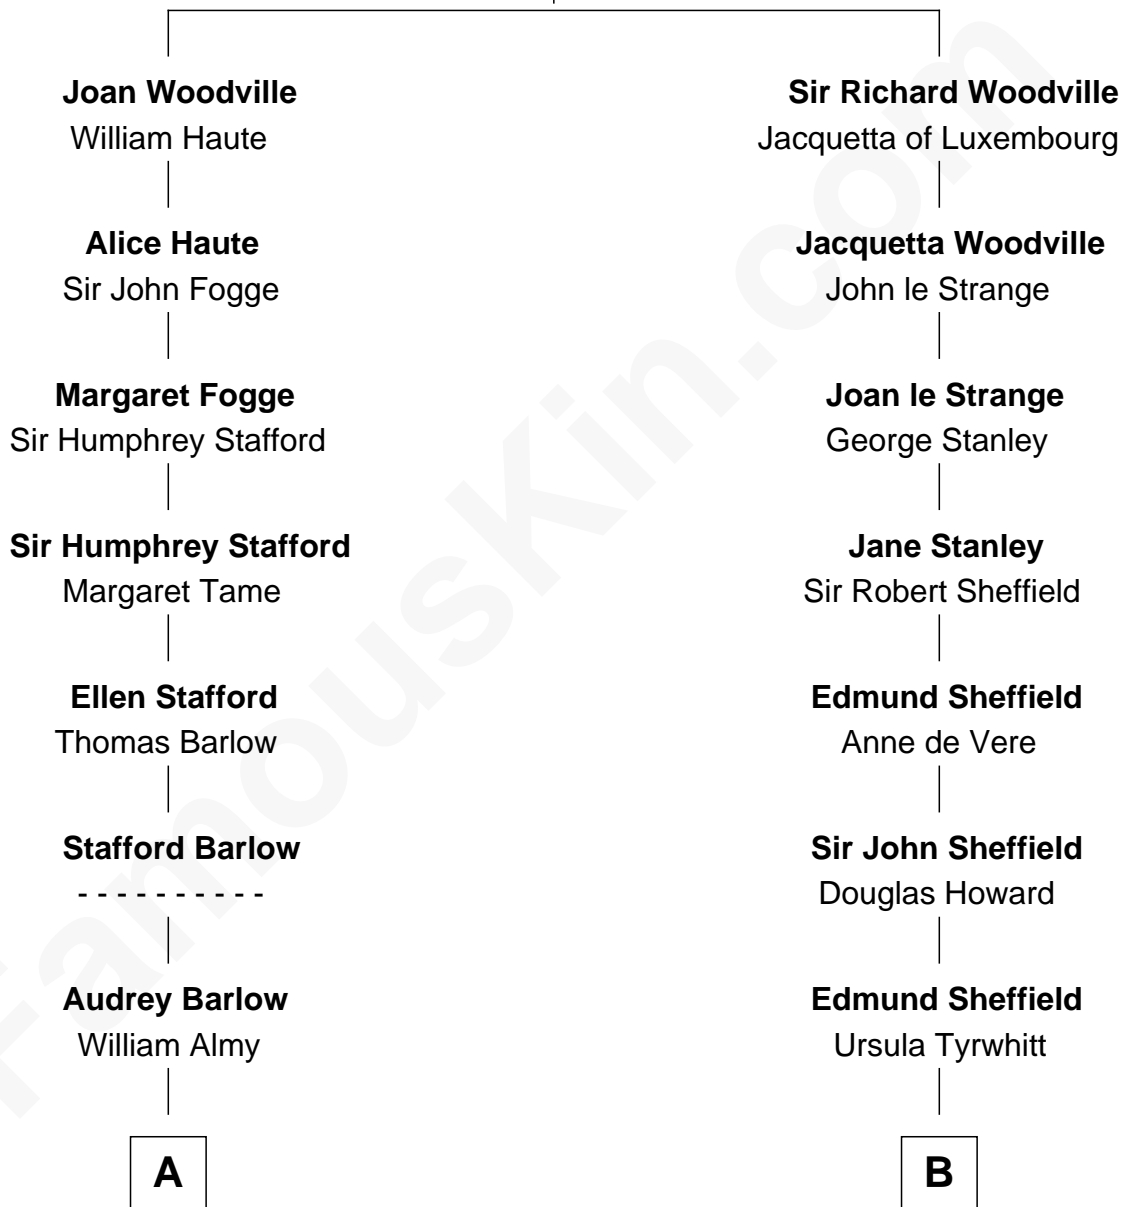 Joan Woodville
William Haute
Sir Richard Woodville
Jacquetta of Luxembourg
Alice Haute
Sir John Fogge
Jacquetta Woodville
John le Strange
Margaret Fogge
Sir Humphrey Stafford
Joan le Strange
George Stanley
Sir Humphrey Stafford
Margaret Tame
Jane Stanley
Sir Robert Sheffield
Ellen Stafford
Thomas Barlow
Edmund Sheffield
Anne de Vere
Stafford Barlow
- - - - - - - - - -
Sir John Sheffield
Douglas Howard
Audrey Barlow
William Almy
Edmund Sheffield
Ursula Tyrwhitt
A
B
FamousKin.com